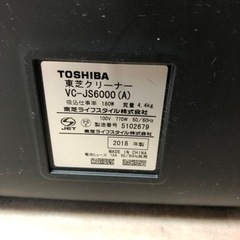 TOSHIBA
東芝クリーナー
VC-JS6000(A)
吸込仕事率 180W 質量 4.4kg
東芝ライフスタイル株式会社
100V 770W 50/60Hz
製造番号 5102679
JET
2018 年製
MADE IN CHINA